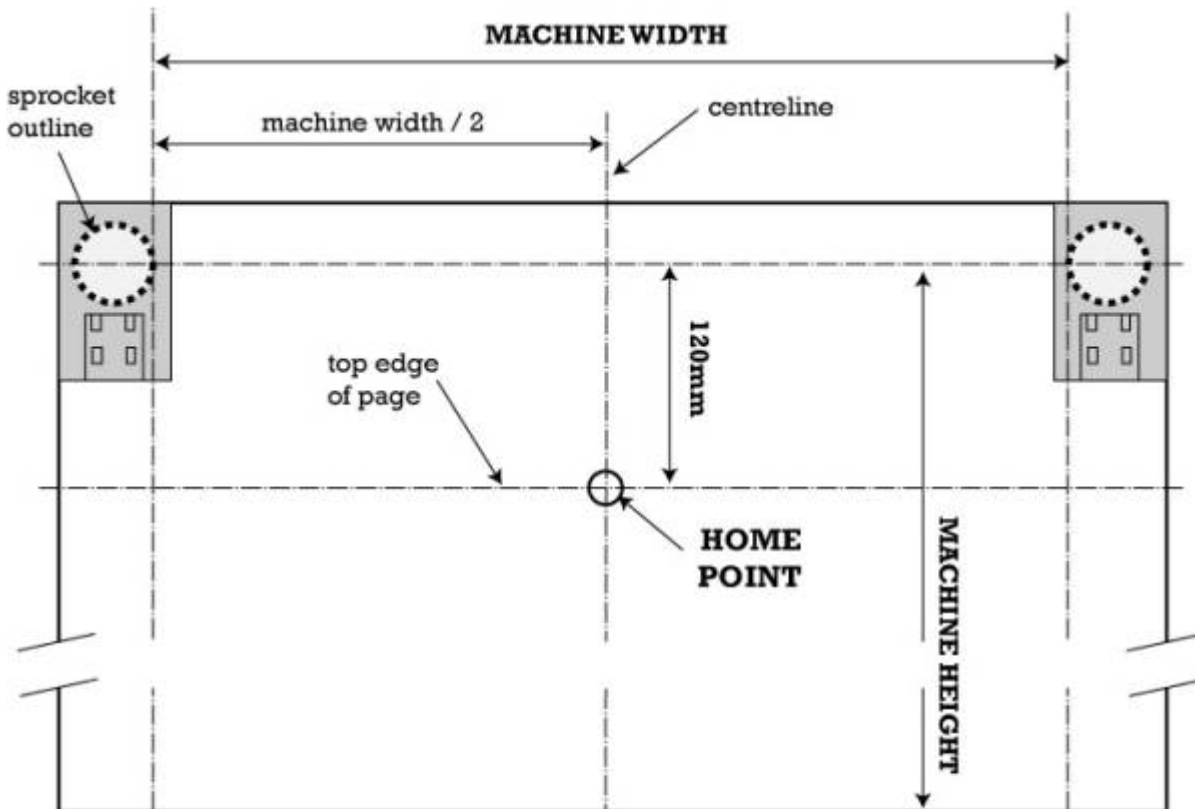 MACHINE WIDTH
sprocket
outline
centreline
machine width / 2
120mm
top edge
of page
HOME
POINT
MACHINE HEIGHT